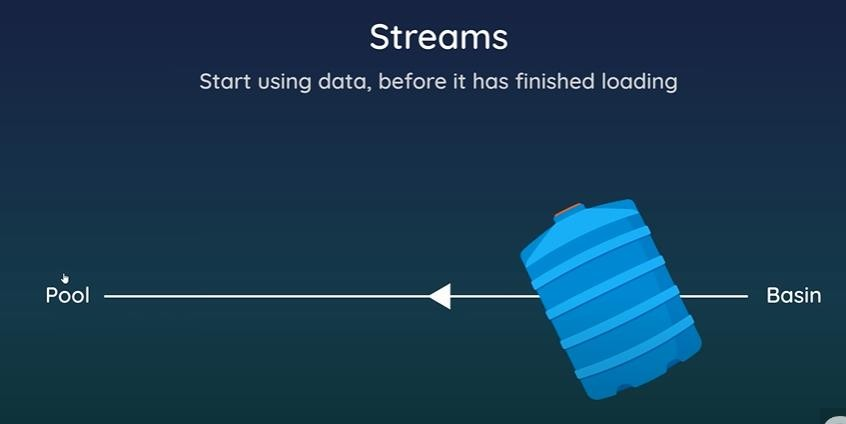 Streams
Start using data, before it has finished loading
Pool
Basin